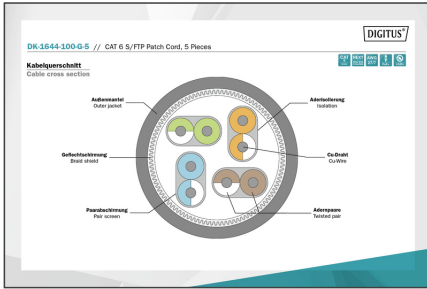 DIGITUS®
DK-1644-100-G-5 // CAT 6 S/FTP Patch Cord, 5 Pieces
Kabelquerschnitt
Cable cross section
Außenmantel
Outer jacket
Aderisolierung
Isolation
Geflechtschirmung
Braid shield
Cu-Draht
Cu-Wire
Paarabschirmung
Pair screen
Aderspaare
Twisted pair